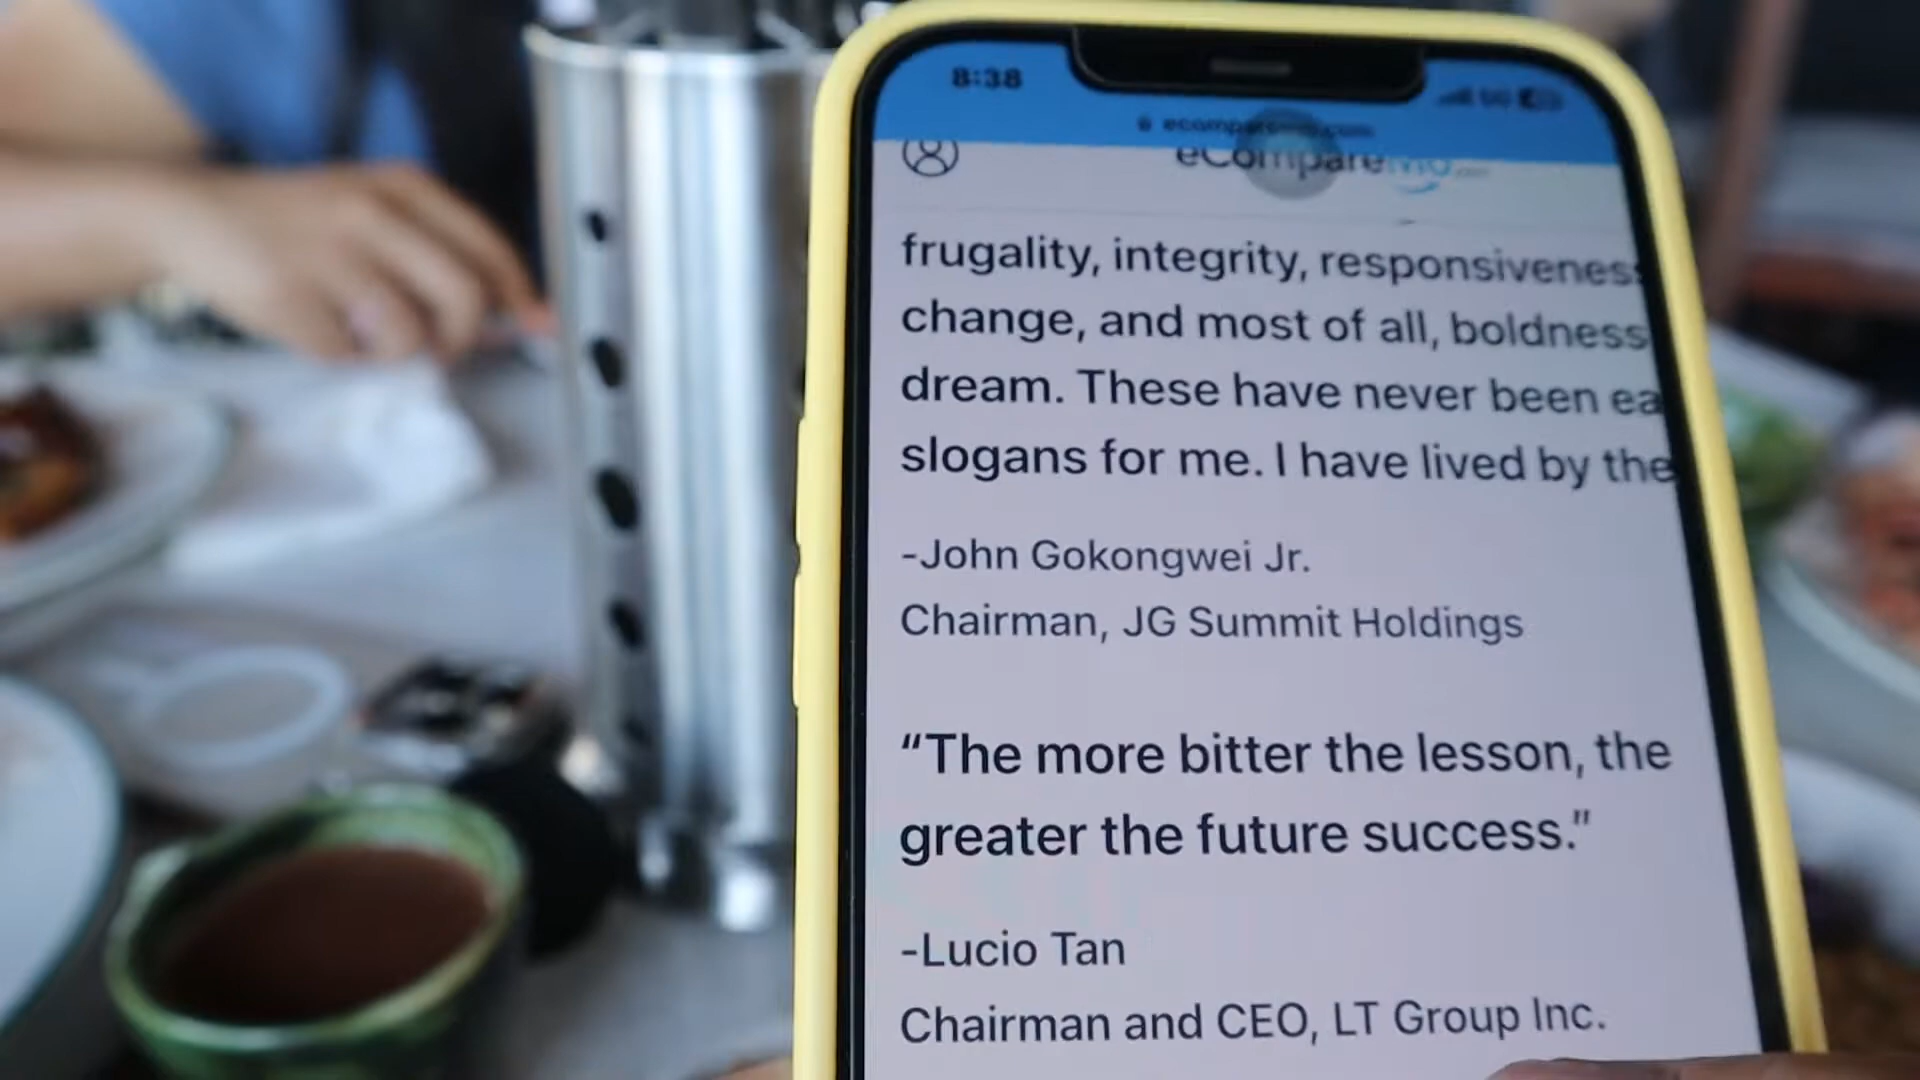 8:38
eCompareMo
frugality, integrity, responsiveness
change, and most of all, boldness
dream. These have never been ea
slogans for me. I have lived by the
-John Gokongwei Jr.
Chairman, JG Summit Holdings
“The more bitter the lesson, the
greater the future success.”
-Lucio Tan
Chairman and CEO, LT Group Inc.